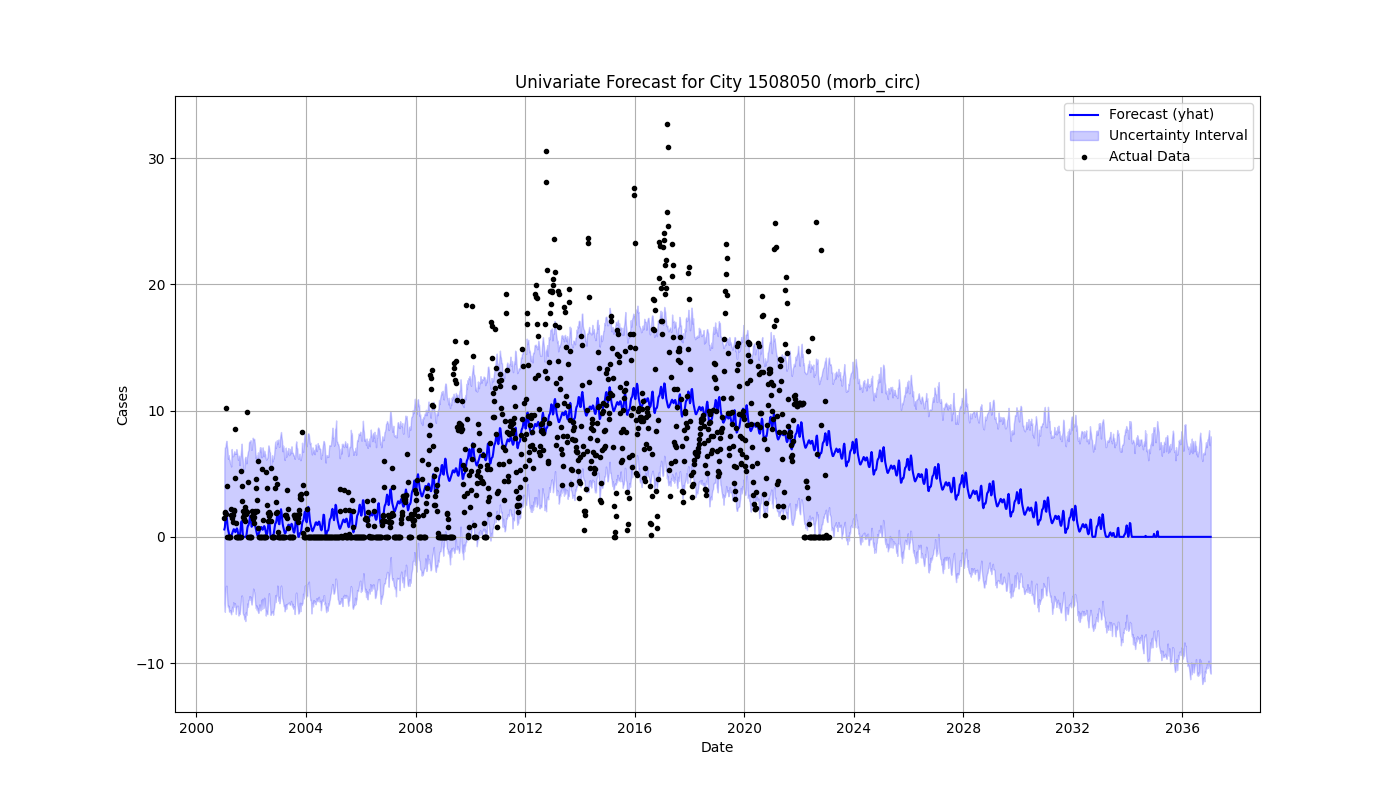 Univariate Forecast for City 1508050 (morb_circ)
Forecast (yhat)
Uncertainty Interval
Actual Data
30
20
10
0
−10
Cases
2000 2004 2008 2012 2016 2020 2024 2028 2032 2036
Date